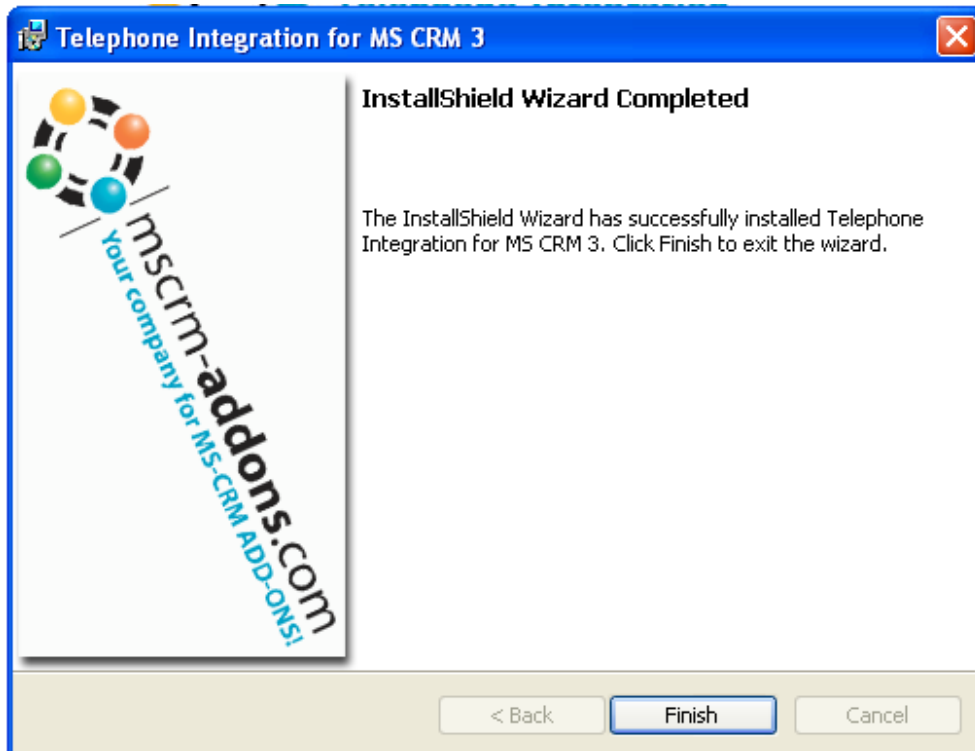 Telephone Integration for MS CRM 3
InstallShield Wizard Completed
The InstallShield Wizard has successfully installed Telephone
Integration for MS CRM 3. Click Finish to exit the wizard.
mscrm-addons.com
Your company for MS-CRM ADD-ONS!
< Back
Finish
Cancel